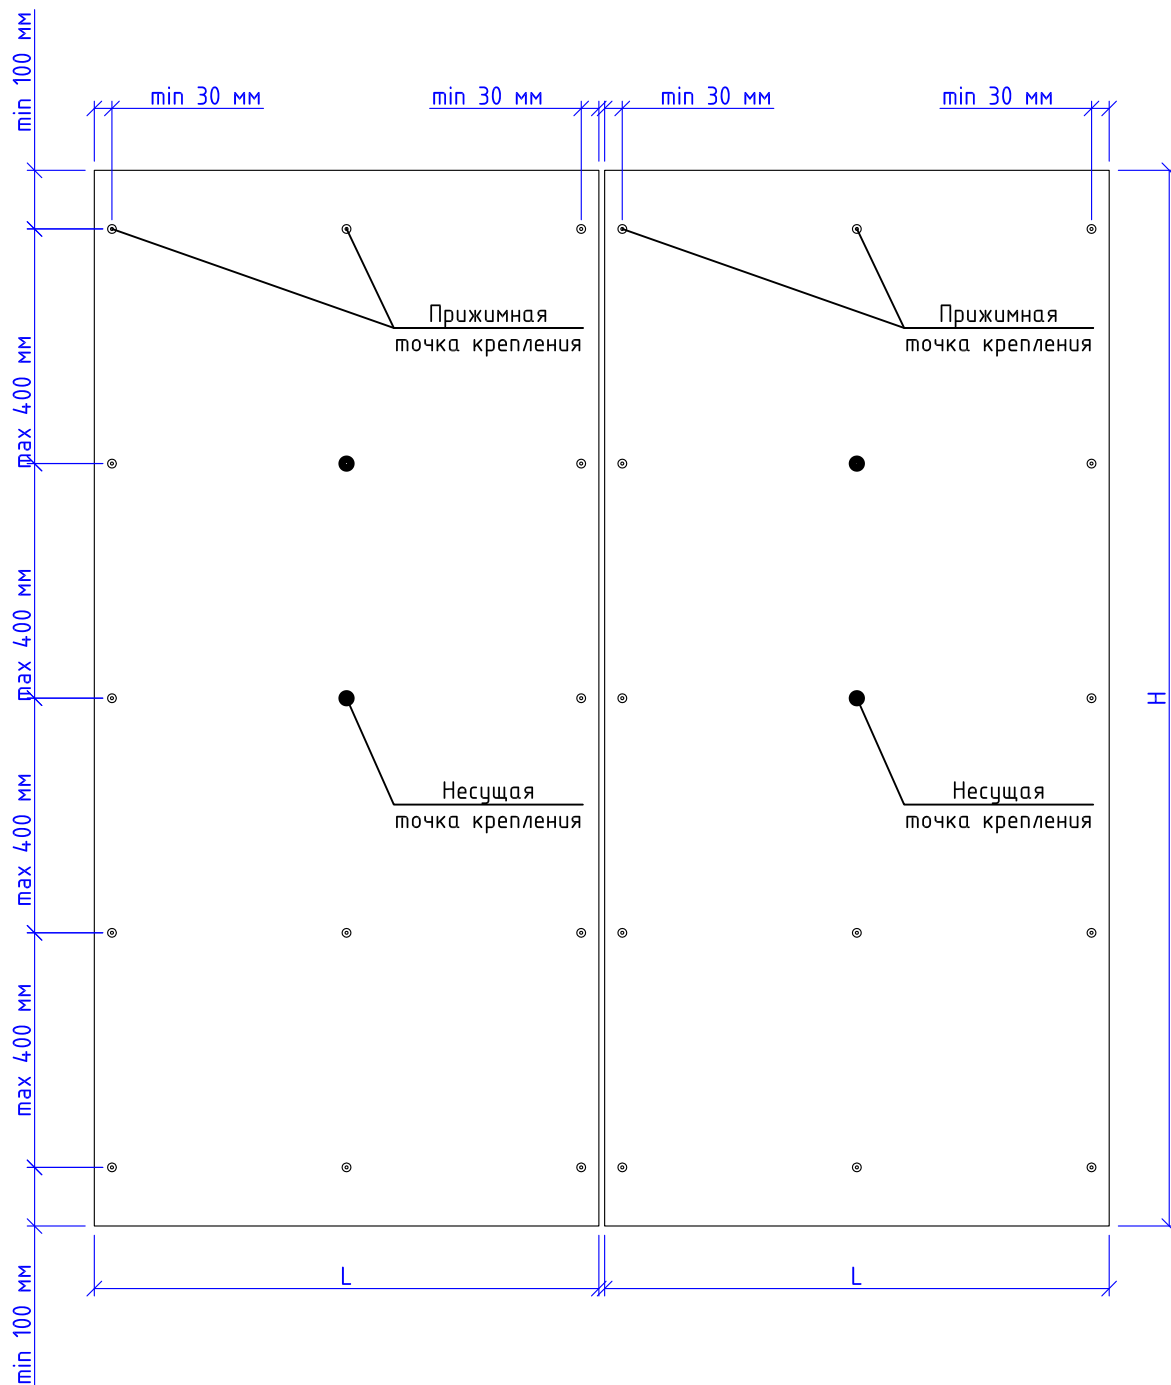 min 100 мм
min 30 мм
min 30 мм
min 30 мм
min 30 мм
Прижимная
точка крепления
Прижимная
точка крепления
max 400 мм
max 400 мм
H
Несущая
точка крепления
Несущая
точка крепления
max 400 мм
max 400 мм
L
L
min 100 мм